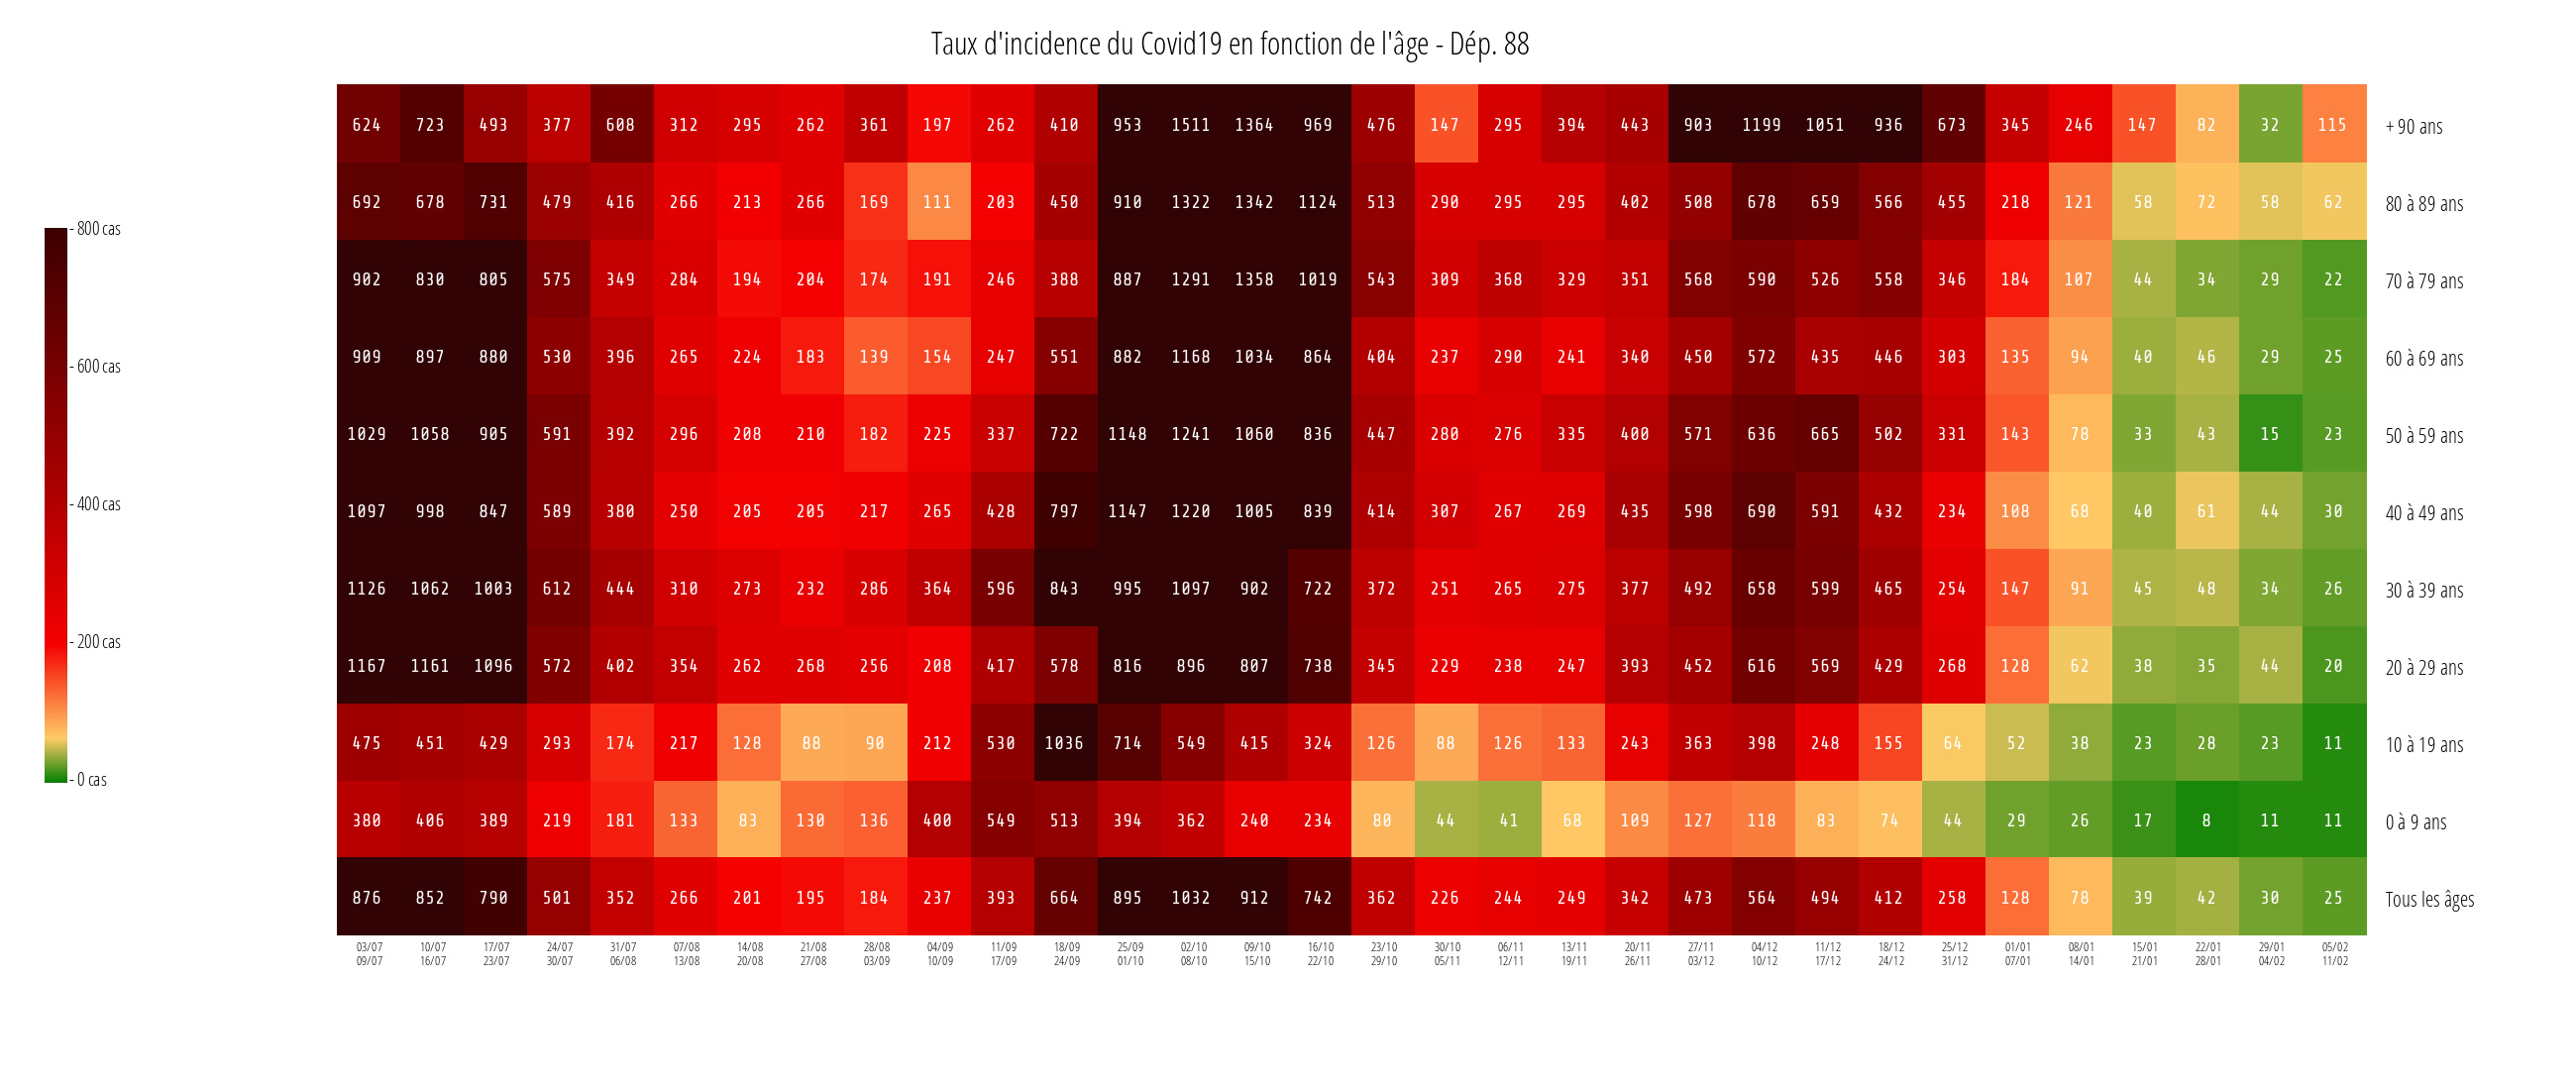 Taux d'incidence du Covid19 en fonction de l'âge - Dép. 88
- 800 cas
- 600 cas
- 400 cas
- 200 cas
- 0 cas
624 723 493 377 608 312 295 262 361 197 262 410 953 1511 1364 969 476 147 295 394 443 903 1199 1051 936 673 345 246 147 82 32 115 + 90 ans
692 678 731 479 416 266 213 266 169 111 203 450 910 1322 1342 1124 513 290 295 295 402 508 678 659 566 455 218 121 58 72 58 62 80 à 89 ans
902 830 805 575 349 284 194 204 174 191 246 388 887 1291 1358 1019 543 309 368 329 351 568 590 526 558 346 184 107 44 34 29 22 70 à 79 ans
909 897 880 530 396 265 224 183 139 154 247 551 882 1168 1034 864 404 237 290 241 340 450 572 435 446 303 135 94 40 46 29 25 60 à 69 ans
1029 1058 905 591 392 296 208 210 182 225 337 722 1148 1241 1060 836 447 280 276 335 400 571 636 665 502 331 143 78 33 43 15 23 50 à 59 ans
1097 998 847 589 380 250 205 205 217 265 428 797 1147 1220 1005 839 414 307 267 269 435 598 690 591 432 234 108 68 40 61 44 30 40 à 49 ans
1126 1062 1003 612 444 310 273 232 286 364 596 843 995 1097 902 722 372 251 265 275 377 492 658 599 465 254 147 91 45 48 34 26 30 à 39 ans
1167 1161 1096 572 402 354 262 268 256 208 417 578 816 896 807 738 345 229 238 247 393 452 616 569 429 268 128 62 38 35 44 20 20 à 29 ans
475 451 429 293 174 217 128 88 90 212 530 1036 714 549 415 324 126 88 126 133 243 363 398 248 155 64 52 38 23 28 23 11 10 à 19 ans
380 406 389 219 181 133 83 130 136 400 549 513 394 362 240 234 80 44 41 68 109 127 118 83 74 44 29 26 17 8 11 11 0 à 9 ans
876 852 790 501 352 266 201 195 184 237 393 664 895 1032 912 742 362 226 244 249 342 473 564 494 412 258 128 78 39 42 30 25 Tous les âges
03/07 10/07 17/07 24/07 31/07 07/08 14/08 21/08 28/08 04/09 11/09 18/09 25/09 02/10 09/10 16/10 23/10 30/10 06/11 13/11 20/11 27/11 04/12 11/12 18/12 25/12 01/01 08/01 15/01 22/01 29/01 05/02
09/07 16/07 23/07 30/07 06/08 13/08 20/08 27/08 03/09 10/09 17/09 24/09 01/10 08/10 15/10 22/10 29/10 05/11 12/11 19/11 26/11 03/12 10/12 17/12 24/12 31/12 07/01 14/01 21/01 28/01 04/02 11/02